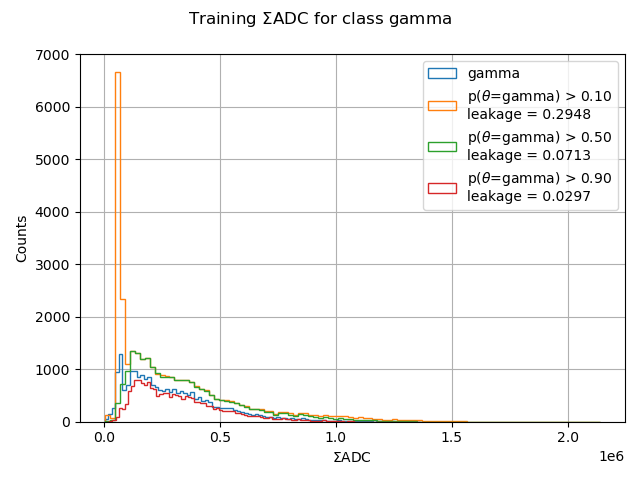 Training ΣADC for class gamma
7000
6000
5000
4000
3000
2000
1000
0
Counts
gamma
p(θ=gamma) > 0.10
leakage = 0.2948
p(θ=gamma) > 0.50
leakage = 0.0713
p(θ=gamma) > 0.90
leakage = 0.0297
0.0 0.5 1.0 1.5 2.0
1e6
ΣADC